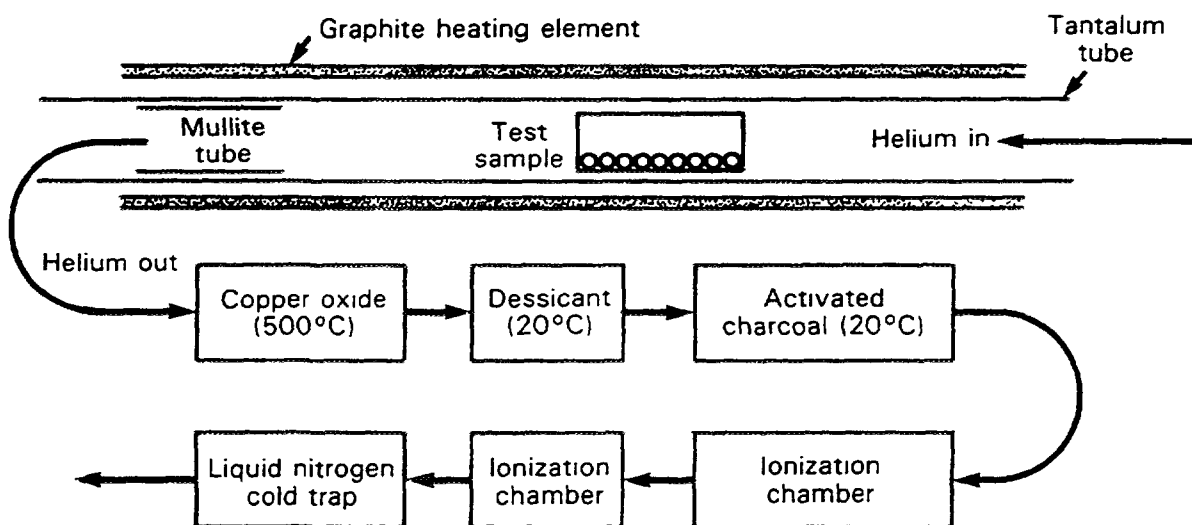 Graphite heating element
Tantalum
tube
Mullite
tube
Test
sample
Helium in
Helium out
Copper oxide
(500°C)
Dessicant
(20°C)
Activated
charcoal (20°C)
Liquid nitrogen
cold trap
Ionization
chamber
Ionization
chamber